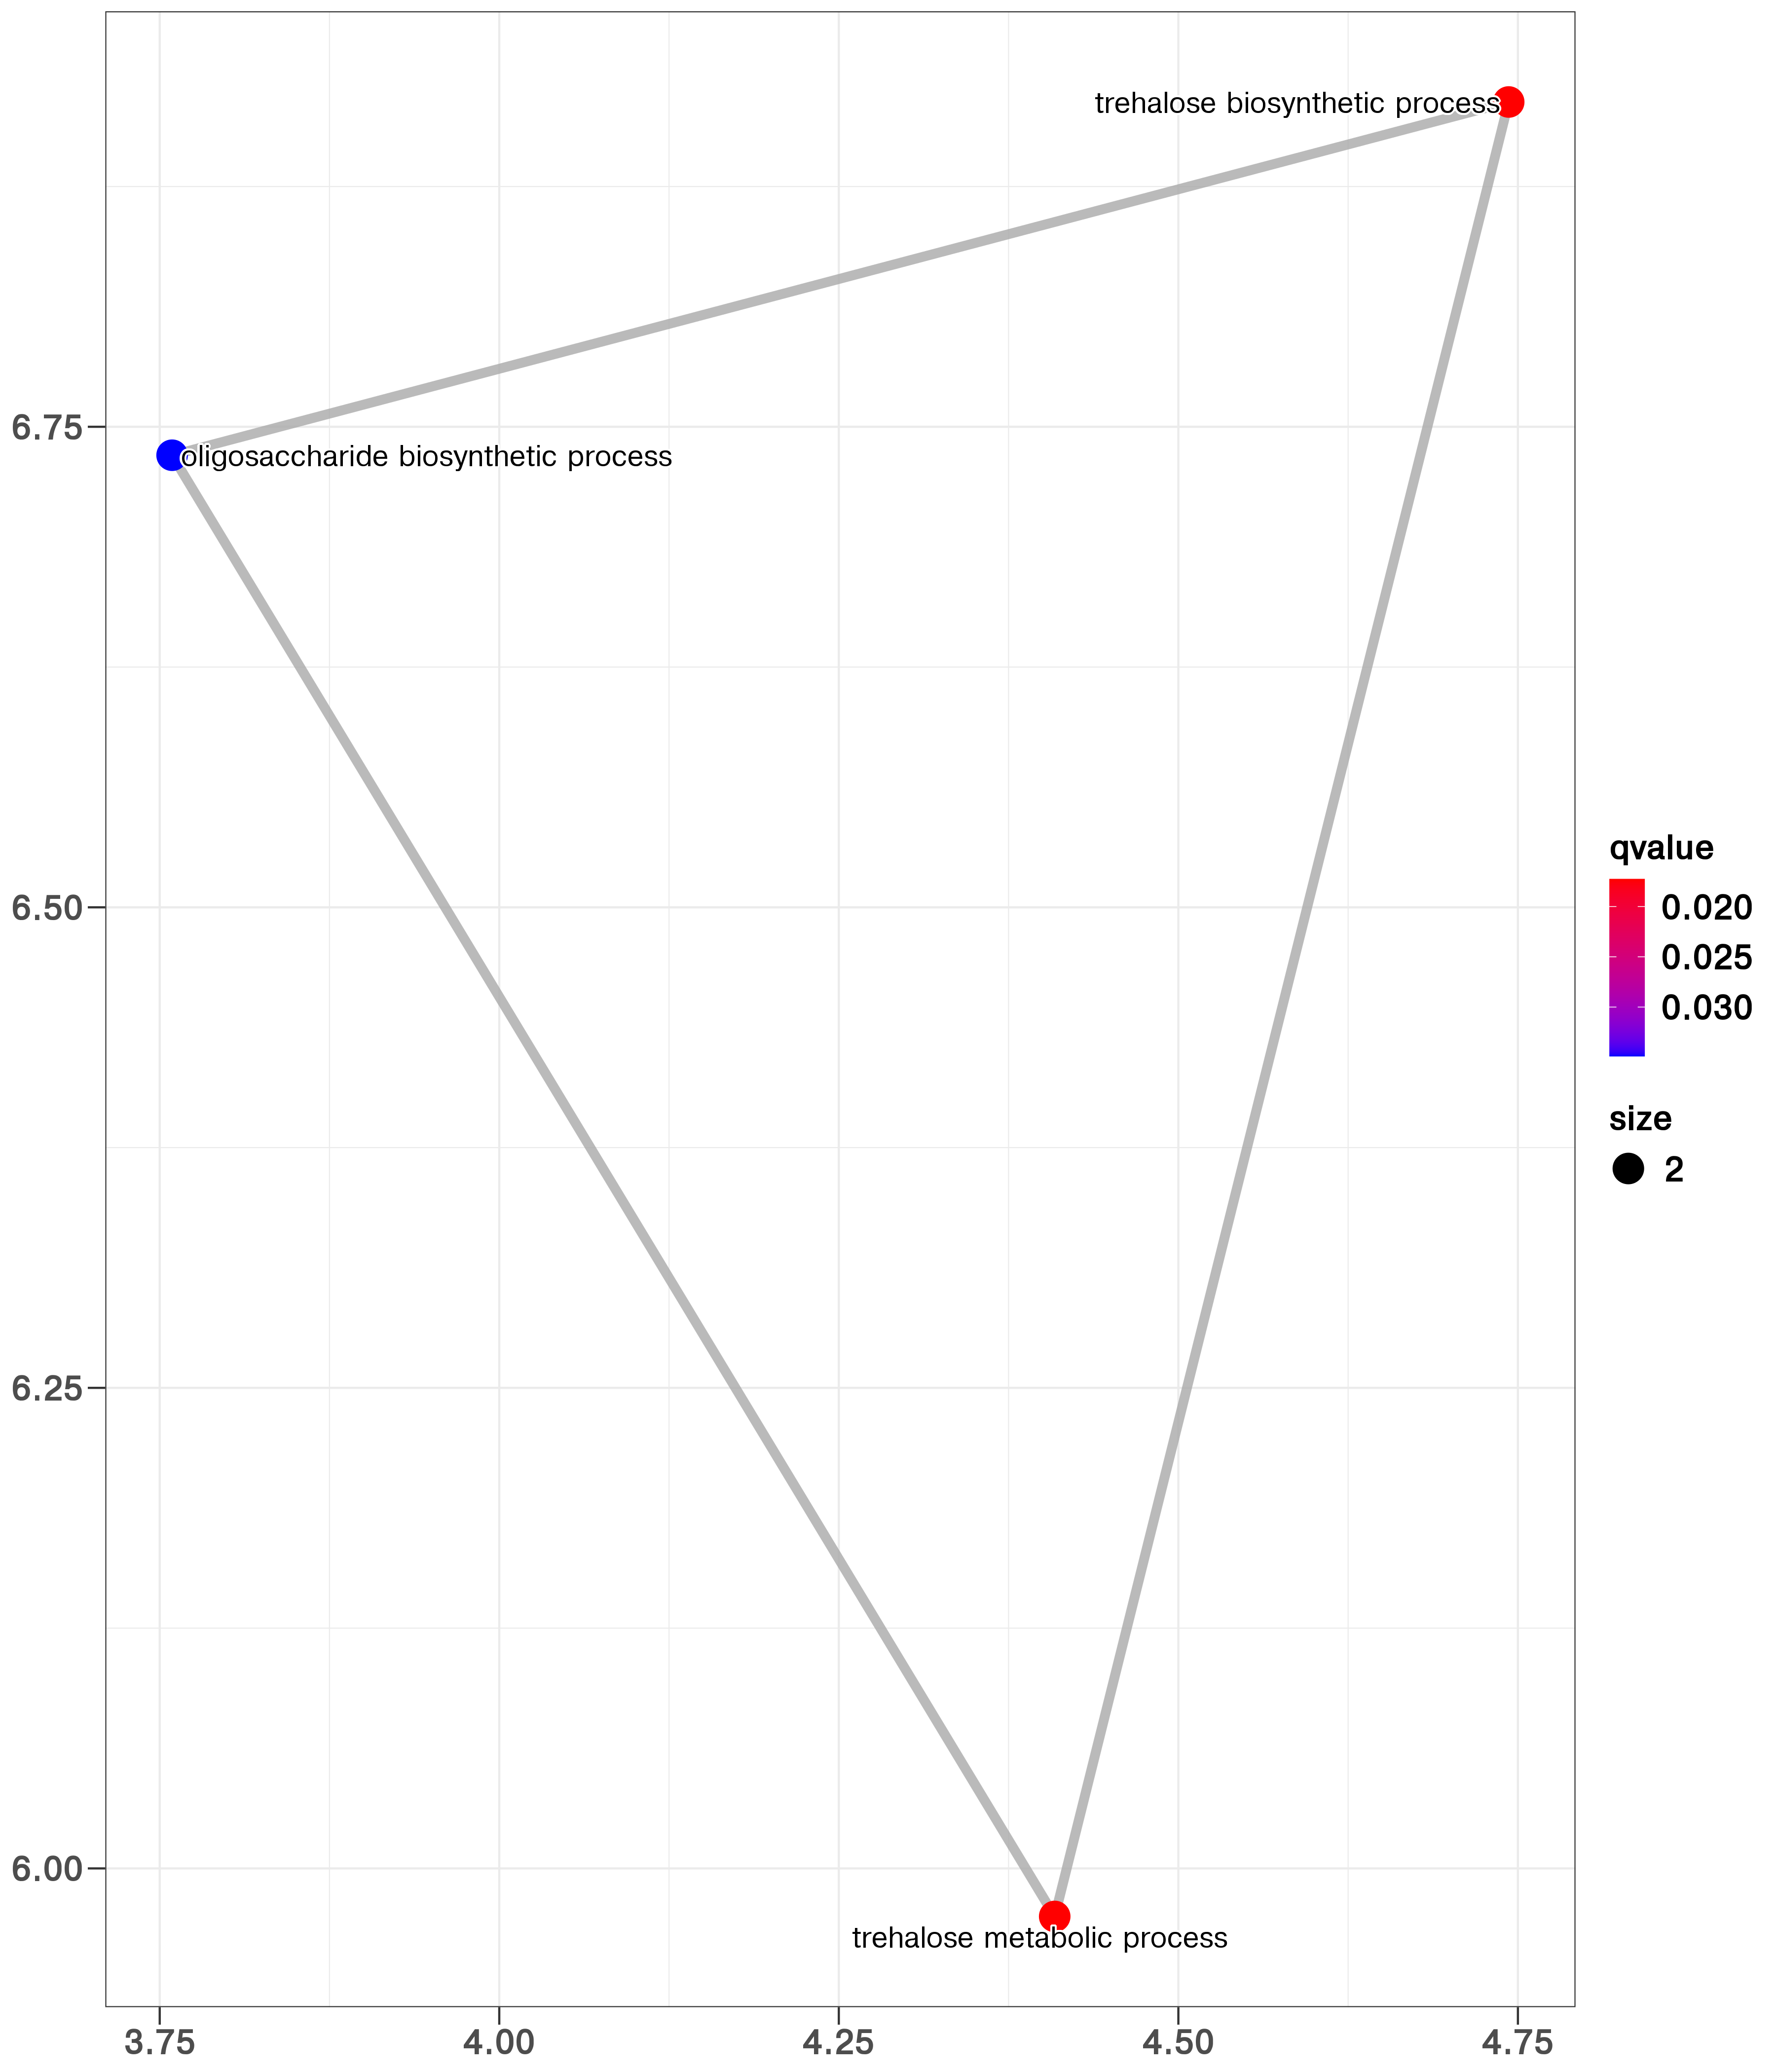 trehalose biosynthetic process
6.75
oligosaccharide biosynthetic process
6.50
6.25
6.00
trehalose metabolic process
3.75 4.00 4.25 4.50 4.75
qvalue
0.020
0.025
0.030
size
2